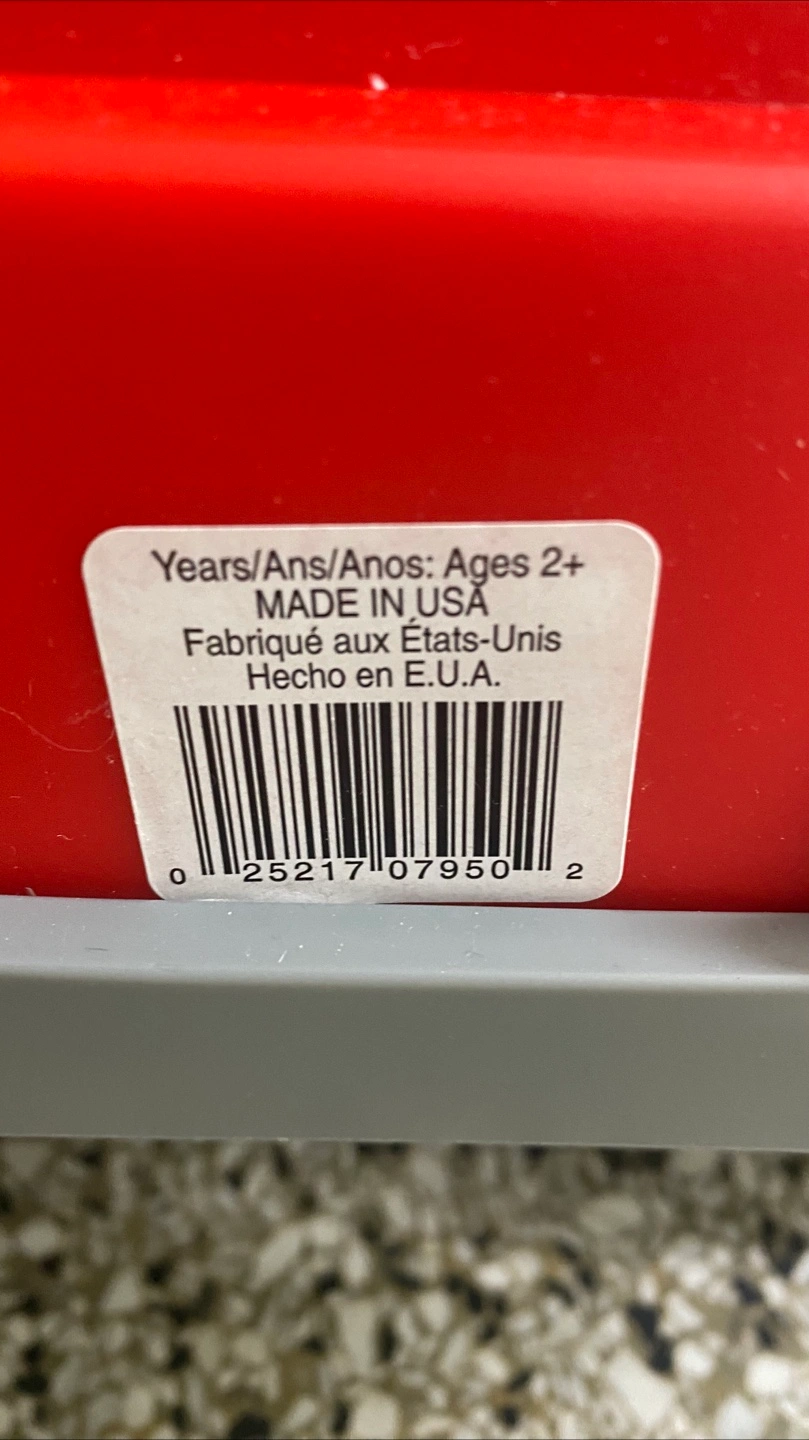 Years/Ans/Anos: Ages 2+
MADE IN USA
Fabriqué aux États-Unis
Hecho en E.U.A.
0 25217 07950 2